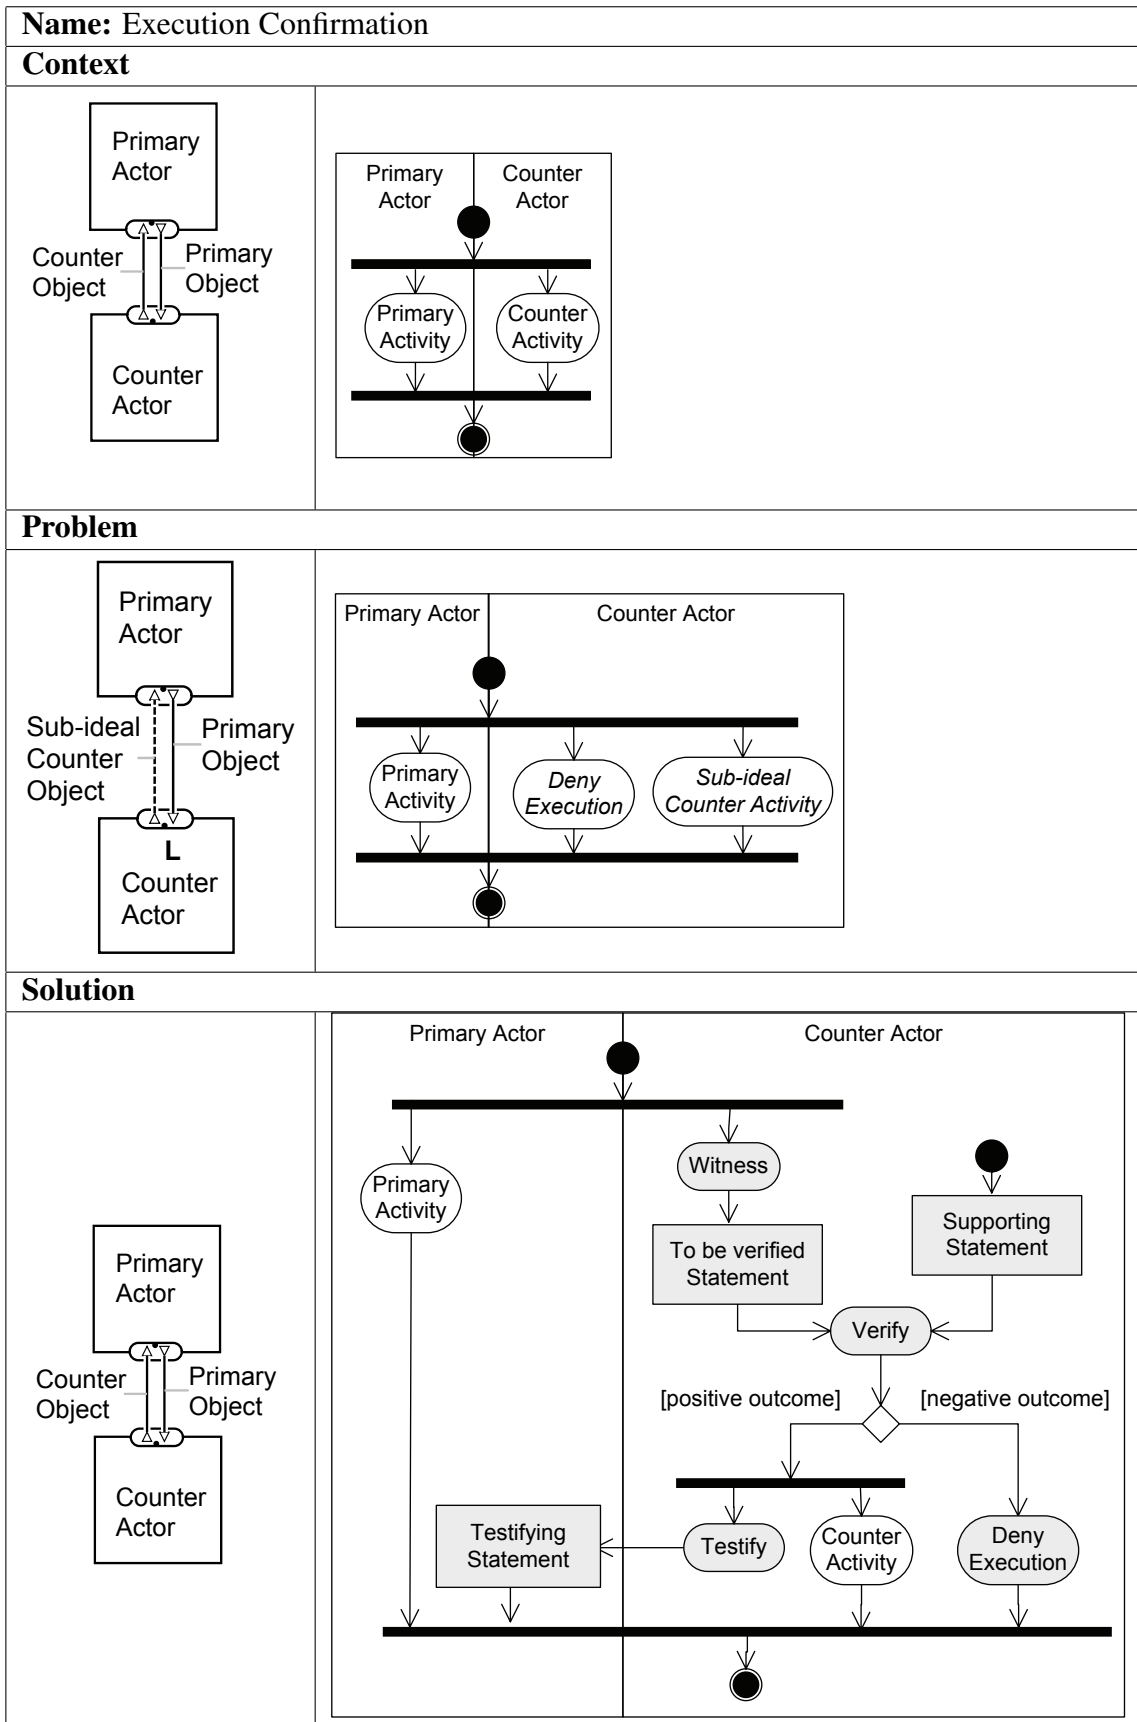 Name: Execution Confirmation
Context
Primary
Actor
Counter
Object
Primary
Object
Counter
Actor
Primary
Actor
Counter
Actor
Primary
Activity
Counter
Activity
Problem
Primary
Actor
Sub-ideal
Counter
Object
Primary
Object
L
Counter
Actor
Primary Actor
Counter Actor
Primary
Activity
Deny
Execution
Sub-ideal
Counter Activity
Solution
Primary
Actor
Counter
Object
Primary
Object
Counter
Actor
Primary Actor
Counter Actor
Witness
Primary
Activity
Supporting
Statement
To be verified
Statement
Verify
[positive outcome]
[negative outcome]
Testifying
Statement
Testify
Counter
Activity
Deny
Execution